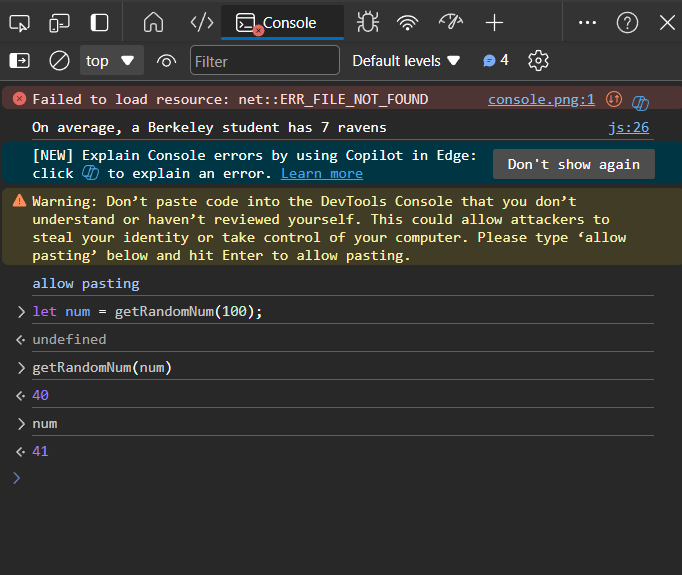 Console
top
Filter
Default levels
4
Failed to load resource: net::ERR_FILE_NOT_FOUND console.png:1
On average, a Berkeley student has 7 ravens js:26
[NEW] Explain Console errors by using Copilot in Edge:
click to explain an error. Learn more
Don't show again
Warning: Don’t paste code into the DevTools Console that you don’t
understand or haven’t reviewed yourself. This could allow attackers to
steal your identity or take control of your computer. Please type ‘allow
pasting’ below and hit Enter to allow pasting.
allow pasting
let num = getRandomNum(100);
undefined
getRandomNum(num)
40
num
41